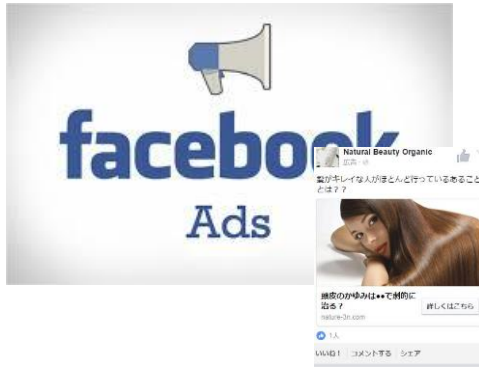 facebook
Ads
Natural Beauty Organic
広告
髪がキレイな人がほとんど行っているあること
とは？？
頭皮のかゆみは●●で劇的に
治る？
詳しくはこちら
nature-3n.com
1人
いいね！ コメントする シェア